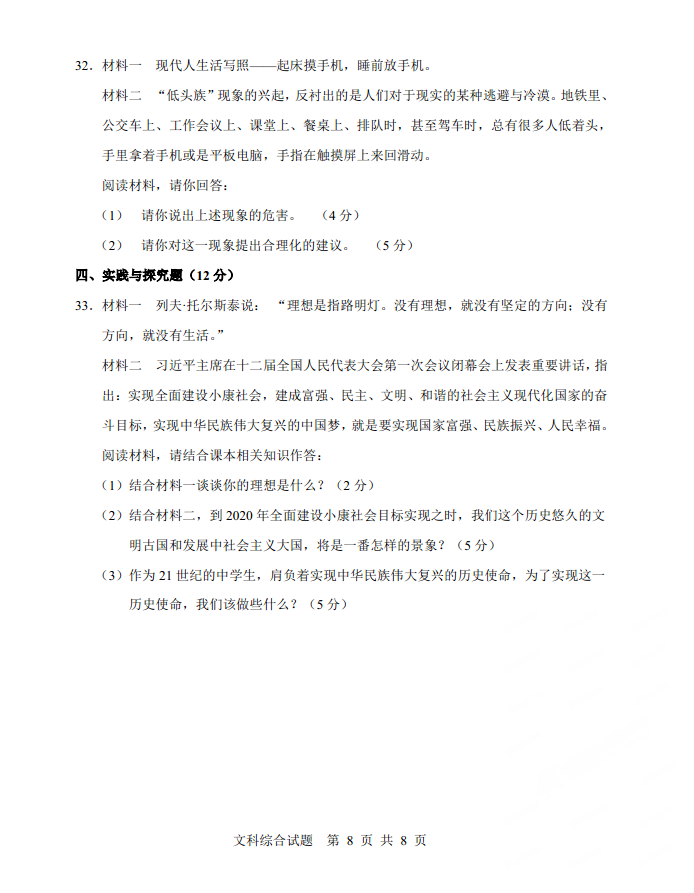 32．材料一　现代人生活写照——起床摸手机，睡前放手机。
材料二　“低头族”现象的兴起，反衬出的是人们对于现实的某种逃避与冷漠。地铁里、
公交车上、工作会议上、课堂上、餐桌上、排队时，甚至驾车时，总有很多人低着头，
手里拿着手机或是平板电脑，手指在触摸屏上来回滑动。
阅读材料，请你回答：
（1）　请你说出上述现象的危害。　（4 分）
（2）　请你对这一现象提出合理化的建议。　（5 分）
四、实践与探究题（12 分）
33．材料一　列夫·托尔斯泰说：　“理想是指路明灯。没有理想，就没有坚定的方向；没有
方向，就没有生活。”
材料二　习近平主席在十二届全国人民代表大会第一次会议闭幕会上发表重要讲话，指
出：实现全面建设小康社会，建成富强、民主、文明、和谐的社会主义现代化国家的奋
斗目标，实现中华民族伟大复兴的中国梦，就是要实现国家富强、民族振兴、人民幸福。
阅读材料，请结合课本相关知识作答：
（1）结合材料一谈谈你的理想是什么？（2 分）
（2）结合材料二，到 2020 年全面建设小康社会目标实现之时，我们这个历史悠久的文
明古国和发展中社会主义大国，将是一番怎样的景象？（5 分）
（3）作为 21 世纪的中学生，肩负着实现中华民族伟大复兴的历史使命，为了实现这一
历史使命，我们该做些什么？（5 分）
文科综合试题　第 8 页 共 8 页